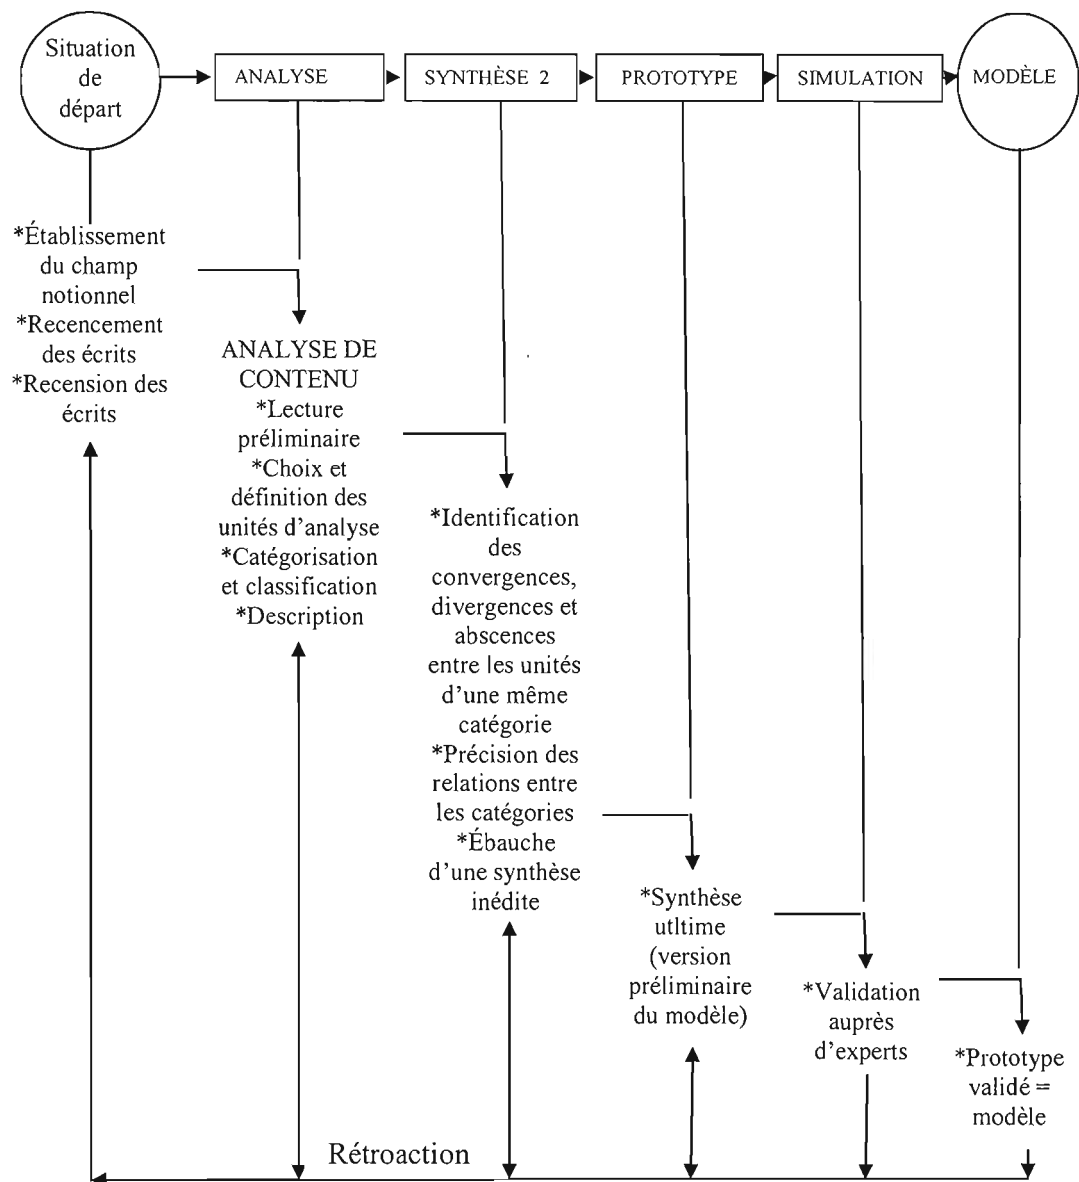 Situation
de
départ
ANALYSE
SYNTHÈSE 2
PROTOTYPE
SIMULATION
MODÈLE
*Établissement
du champ
notionnel
*Recencement
des écrits
*Recension des
écrits
ANALYSE DE
CONTENU
*Lecture
préliminaire
*Choix et
définition des
unités d'analyse
*Catégorisation
et classification
*Description
*Identification
des
convergences,
divergences et
abscences
entre les unités
d'une même
catégorie
*Précision des
relations entre
les catégories
*Ébauche
d'une synthèse
inédite
*Synthèse
utltime
(version
préliminaire
du modèle)
*Validation
auprès
d'experts
*Prototype
validé =
modèle
Rétroaction